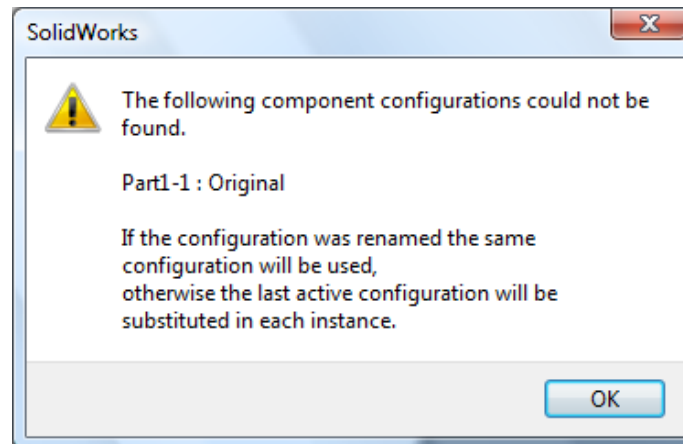 SolidWorks
The following component configurations could not be
found.
Part1-1 : Original
If the configuration was renamed the same
configuration will be used,
otherwise the last active configuration will be
substituted in each instance.
OK